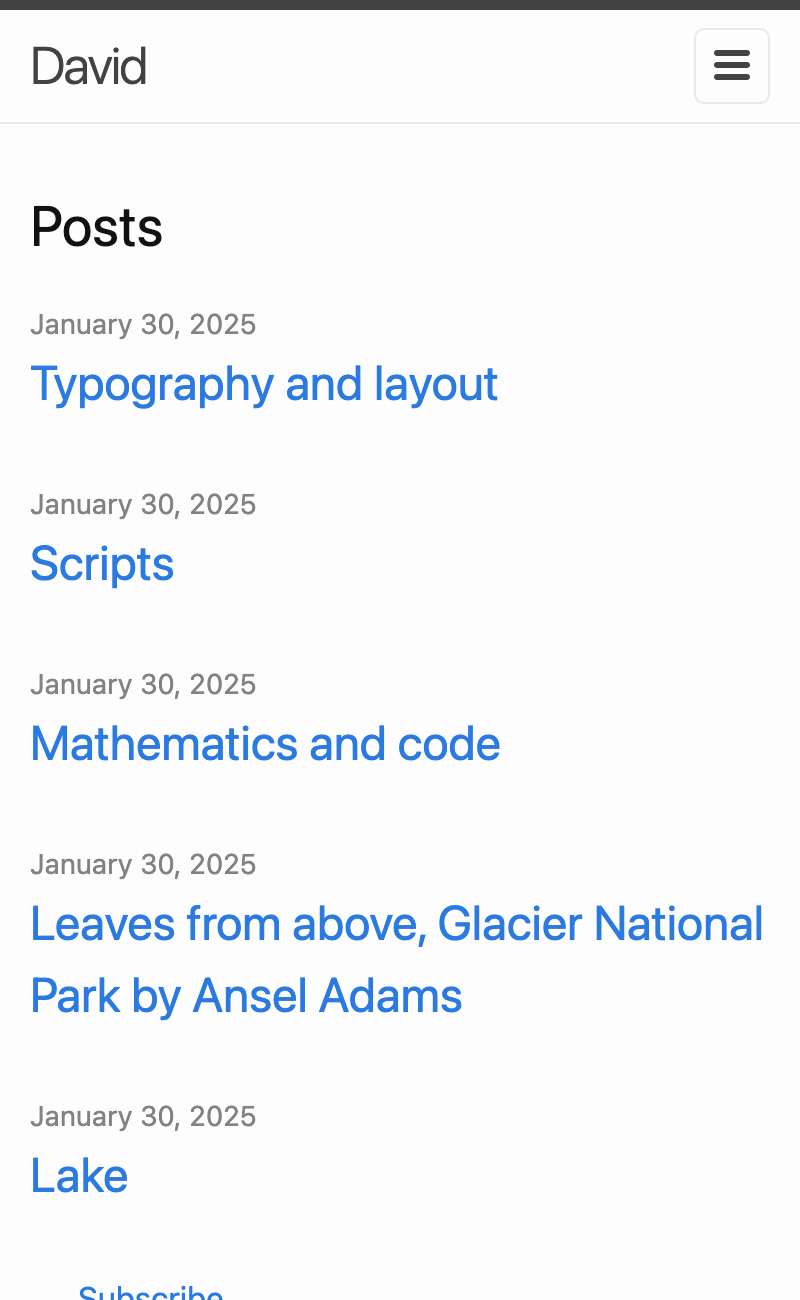 David
Posts
January 30, 2025
Typography and layout
January 30, 2025
Scripts
January 30, 2025
Mathematics and code
January 30, 2025
Leaves from above, Glacier National
Park by Ansel Adams
January 30, 2025
Lake
Subscribe